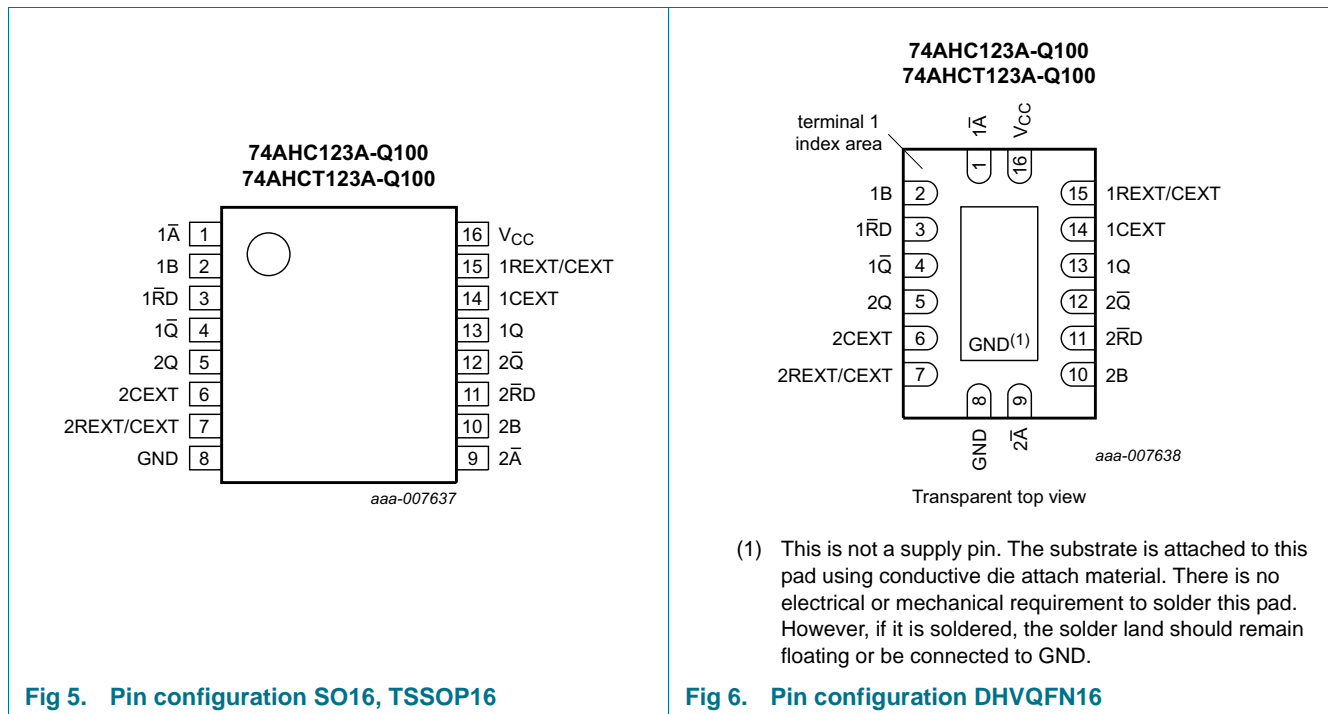 74AHC123A-Q100
74AHCT123A-Q100
1A̅ 1
1B 2
1R̅D 3
1Q̅ 4
2Q 5
2CEXT 6
2REXT/CEXT 7
GND 8
16 VCC
15 1REXT/CEXT
14 1CEXT
13 1Q
12 2Q̅
11 2R̅D
10 2B
9 2A̅
aaa-007637
Fig 5. Pin configuration SO16, TSSOP16
74AHC123A-Q100
74AHCT123A-Q100
terminal 1
index area
1A̅
VCC
1
16
1B 2
1R̅D 3
1Q̅ 4
2Q 5
2CEXT 6
2REXT/CEXT 7
15 1REXT/CEXT
14 1CEXT
13 1Q
12 2Q̅
11 2R̅D
10 2B
GND(1)
8
9
GND
2A̅
aaa-007638
Transparent top view
(1) This is not a supply pin. The substrate is attached to this
pad using conductive die attach material. There is no
electrical or mechanical requirement to solder this pad.
However, if it is soldered, the solder land should remain
floating or be connected to GND.
Fig 6. Pin configuration DHVQFN16